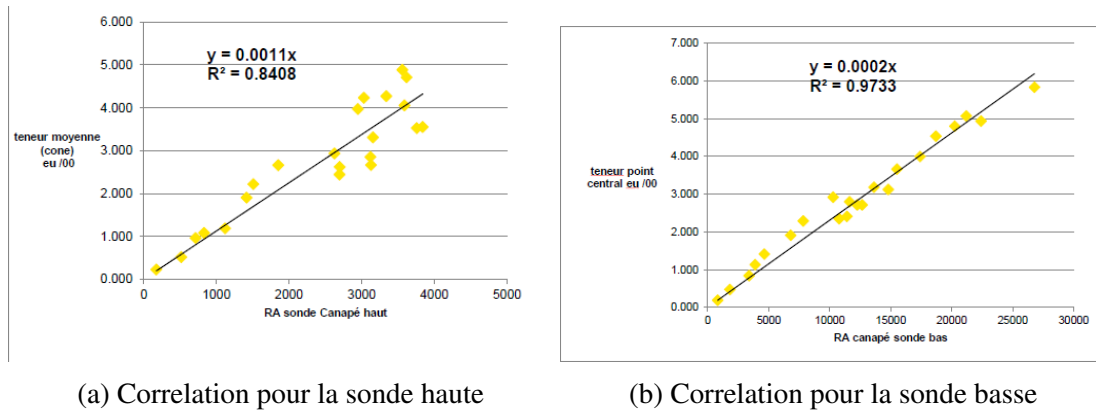 6.000
5.000
4.000
3.000
2.000
1.000
0.000
y = 0.0011x
R² = 0.8408
teneur moyenne
(cone)
eu /00
0
1000
2000
3000
4000
5000
RA sonde Canapé haut
(a) Correlation pour la sonde haute
7.000
6.000
5.000
4.000
3.000
2.000
1.000
0.000
y = 0.0002x
R² = 0.9733
teneur point
central eu /00
0
5000
10000
15000
20000
25000
30000
RA canapé sonde bas
(b) Correlation pour la sonde basse